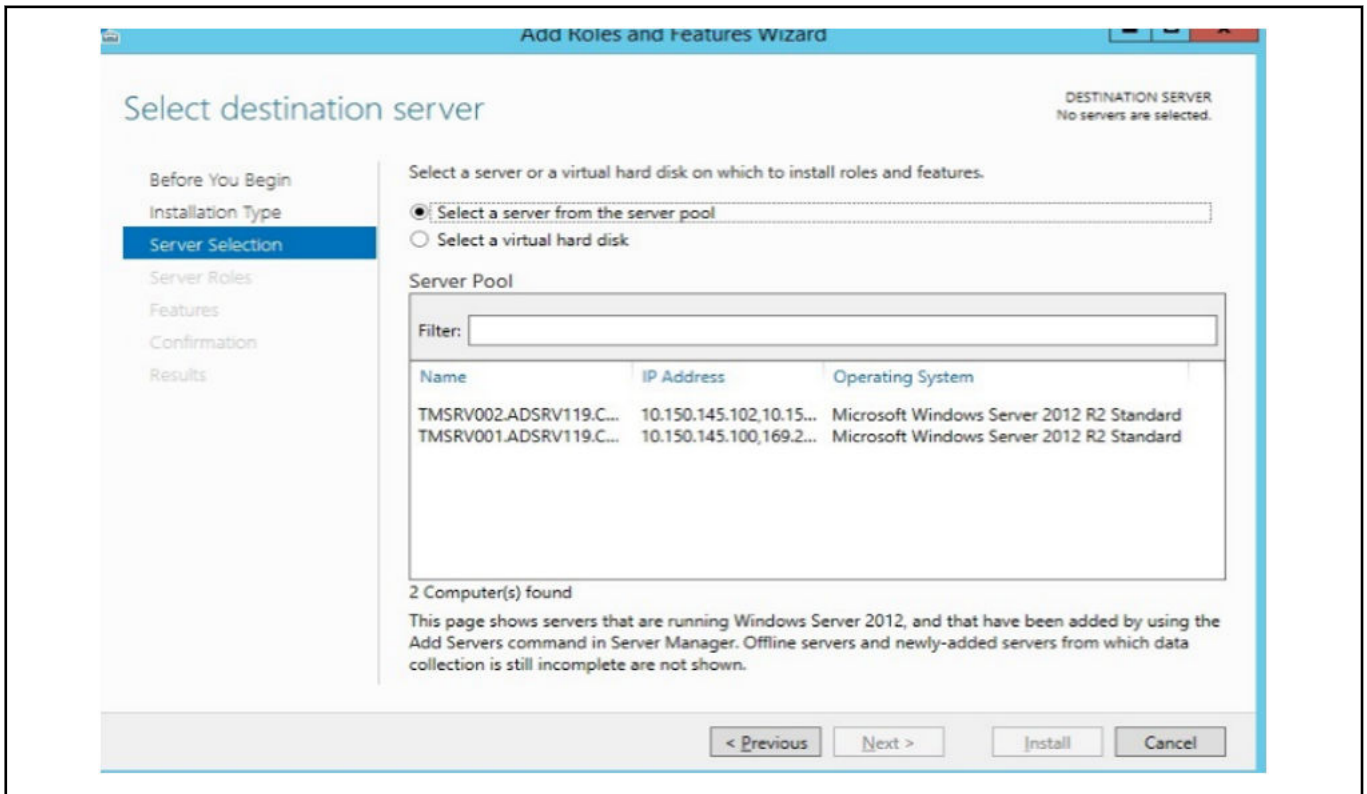 Add Roles and Features Wizard
Select destination server
DESTINATION SERVER
No servers are selected.
Before You Begin
Installation Type
Server Selection
Server Roles
Features
Confirmation
Results
Select a server or a virtual hard disk on which to install roles and features.
Select a server from the server pool
Select a virtual hard disk
Server Pool
Filter:
Name IP Address Operating System
TMSRV002.ADSRV119.C... 10.150.145.102,10.15... Microsoft Windows Server 2012 R2 Standard
TMSRV001.ADSRV119.C... 10.150.145.100,169.2... Microsoft Windows Server 2012 R2 Standard
2 Computer(s) found
This page shows servers that are running Windows Server 2012, and that have been added by using the
Add Servers command in Server Manager. Offline servers and newly-added servers from which data
collection is still incomplete are not shown.
< Previous Next > Install Cancel